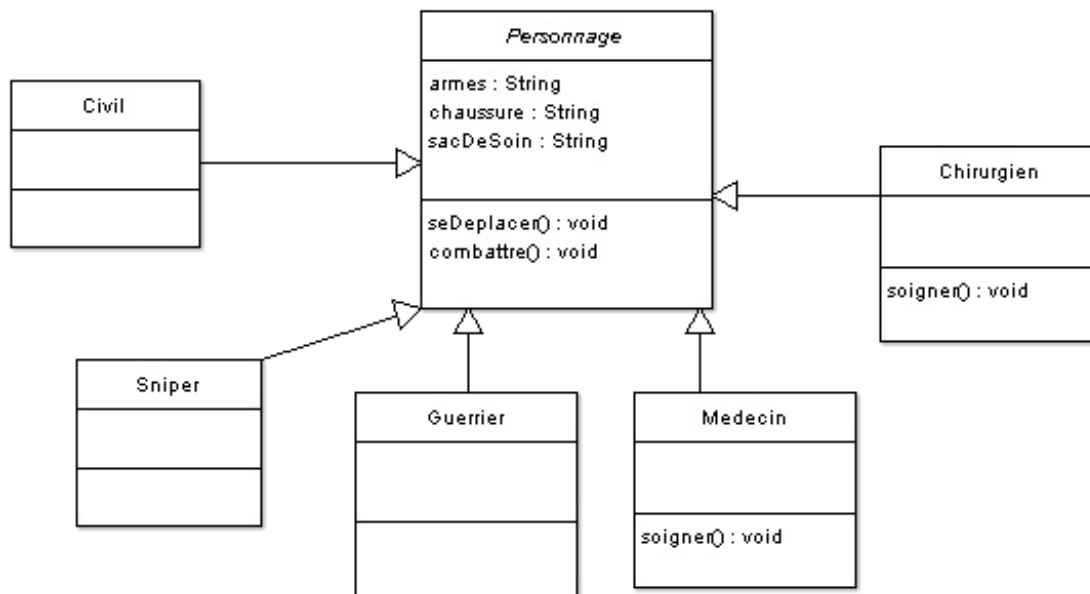 Personnage
armes : String
chaussure : String
sacDeSoin : String
seDeplacer() : void
combattre() : void
Civil
Chirurgien
soigner() : void
Sniper
Guerrier
Medecin
soigner() : void